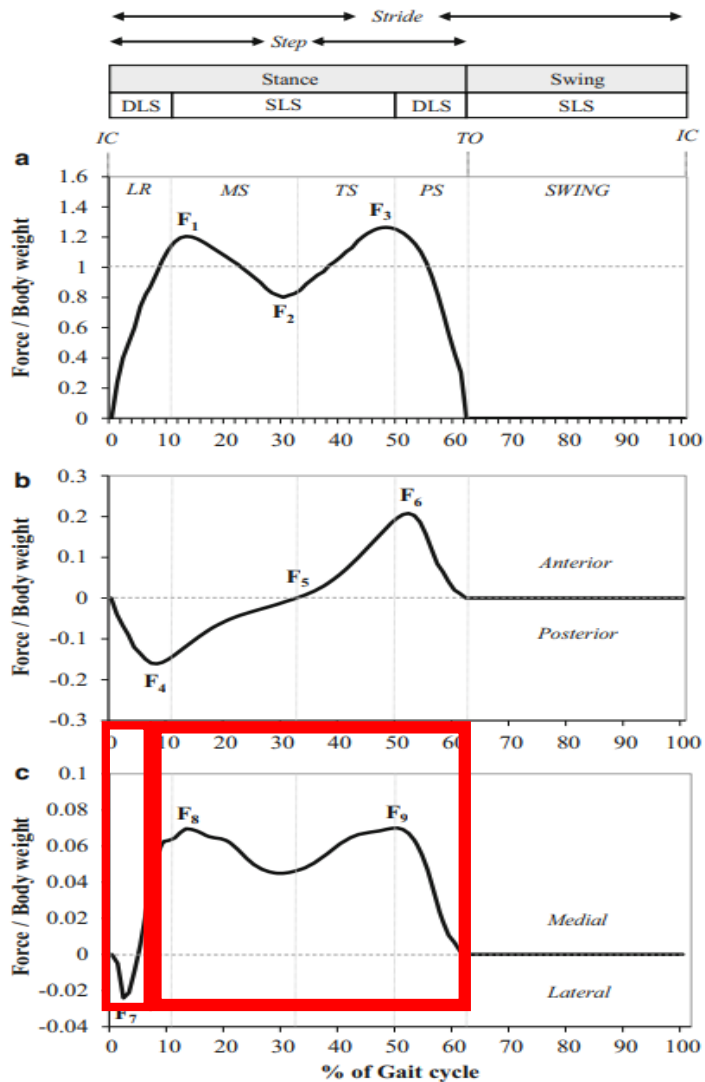 Stride
Step
Stance Swing
DLS SLS DLS SLS
IC TO IC
a
1.6
1.4
1.2
1
0.8
0.6
0.4
0.2
0
Force / Body weight
LR MS TS PS SWING
F1 F3
F2
0 10 20 30 40 50 60 70 80 90 100
b
0.3
0.2
0.1
0
-0.1
-0.2
-0.3
Force / Body weight
F6
F5
F4
Anterior
Posterior
0 10 20 30 40 50 60 70 80 90 100
c
0.1
0.08
0.06
0.04
0.02
0
-0.02
-0.04
Force / Body weight
F8 F9
F7
Medial
Lateral
0 10 20 30 40 50 60 70 80 90 100
% of Gait cycle